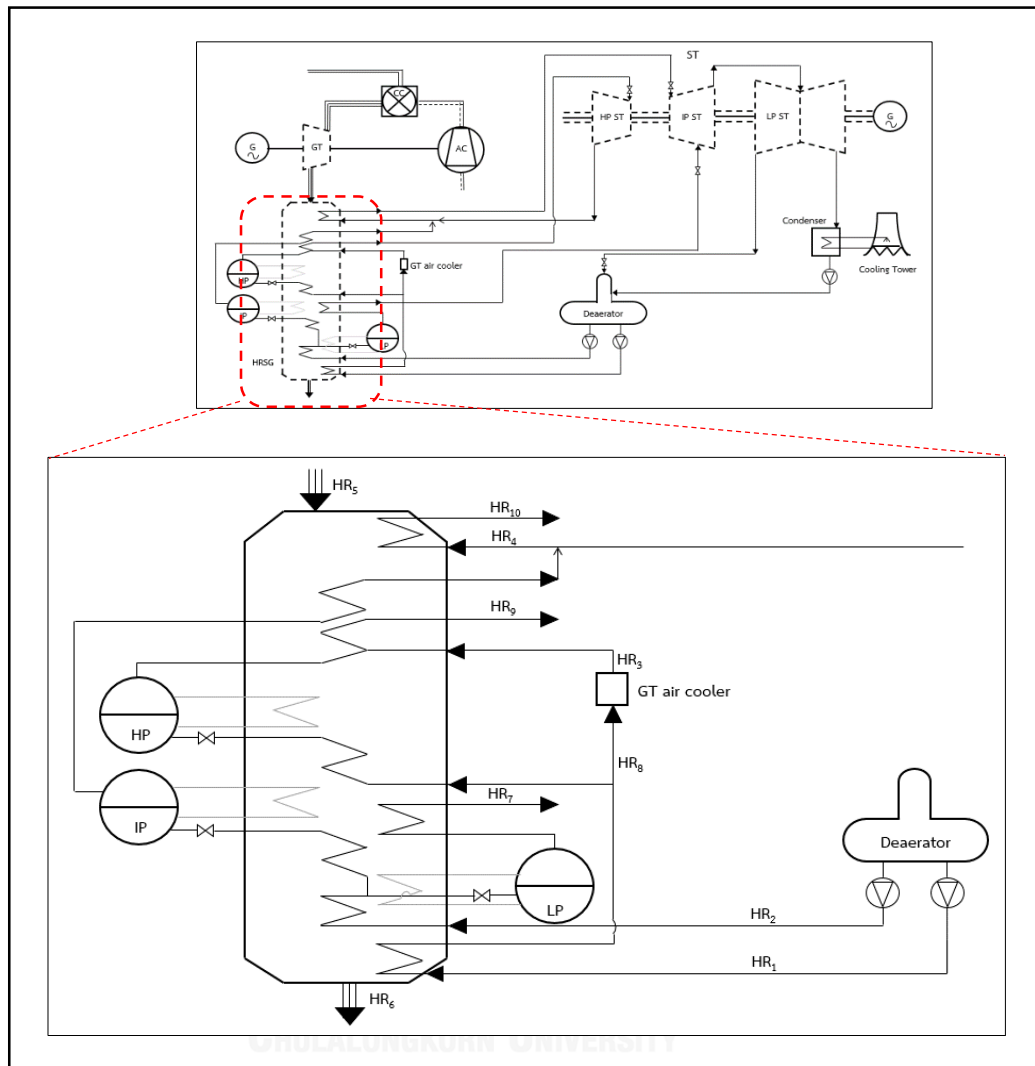 ST
CC
G
GT
AC
HP ST
IP ST
LP ST
G
Condenser
Cooling Tower
GT air cooler
HP
IP
LP
Deaerator
HRSG
HR5
HR10
HR4
HR9
HR3
GT air cooler
HP
HR8
HR7
IP
Deaerator
LP
HR2
HR1
HR6
CHULALONGKORN UNIVERSITY